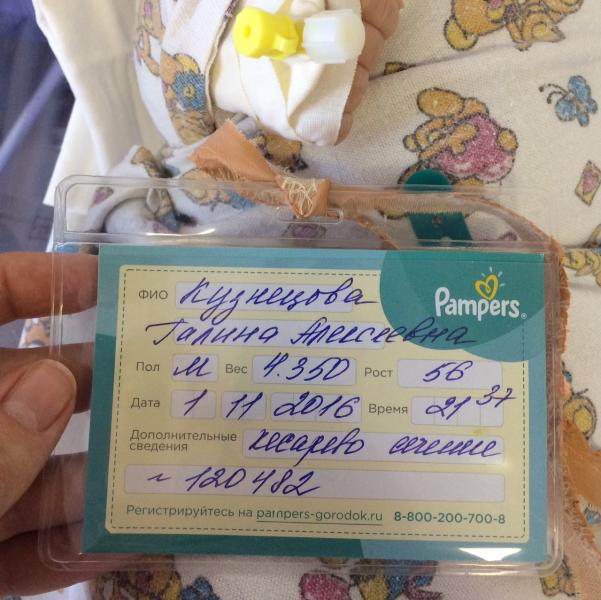 Pampers
ФИО Кузнецова
Галина Алексеевна
Пол М Вес 4.350 Рост 56
Дата 1 11 2016 Время 21 37
Дополнительные сведения кесарево сечение
120482
Регистрируйтесь на pampers-gorodok.ru 8-800-200-700-8